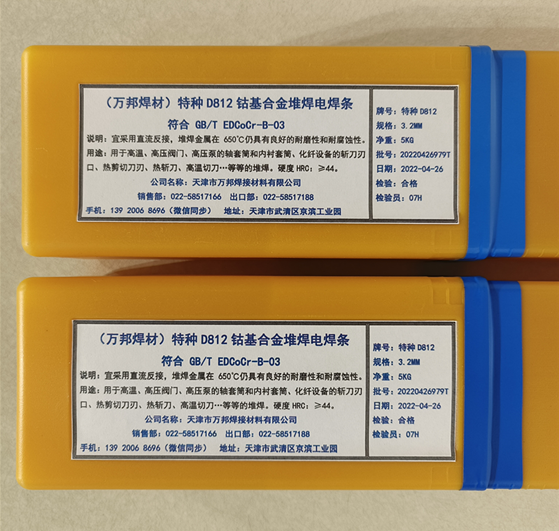 （万邦焊材）特种 D812 钴基合金堆焊电焊条
符合 GB/T EDCoCr-B-03
说明：宜采用直流反接，堆焊金属在 650℃仍具有良好的耐磨性和耐腐蚀性。
用途：用于高温、高压阀门、高压泵的轴套筒和内衬套筒、化纤设备的斩刀刃
口、热剪切刀刃、热斩刀、高温切刀…等等的堆焊。硬度 HRC：≥44。
公司名称：天津市万邦焊接材料有限公司
销售部：022-58517166 出口部：022-58517188
手机：139 2006 8696（微信同步） 地址：天津市武清区京滨工业园
牌号：特种 D812
规格：3.2MM
净重：5KG
批号：20220426979T
日期：2022-04-26
检验：合格
检验员：07H
（万邦焊材）特种 D812 钴基合金堆焊电焊条
符合 GB/T EDCoCr-B-03
说明：宜采用直流反接，堆焊金属在 650℃仍具有良好的耐磨性和耐腐蚀性。
用途：用于高温、高压阀门、高压泵的轴套筒和内衬套筒、化纤设备的斩刀刃
口、热剪切刀刃、热斩刀、高温切刀…等等的堆焊。硬度 HRC：≥44。
公司名称：天津市万邦焊接材料有限公司
销售部：022-58517166 出口部：022-58517188
手机：139 2006 8696（微信同步） 地址：天津市武清区京滨工业园
牌号：特种 D812
规格：3.2MM
净重：5KG
批号：20220426979T
日期：2022-04-26
检验：合格
检验员：07H